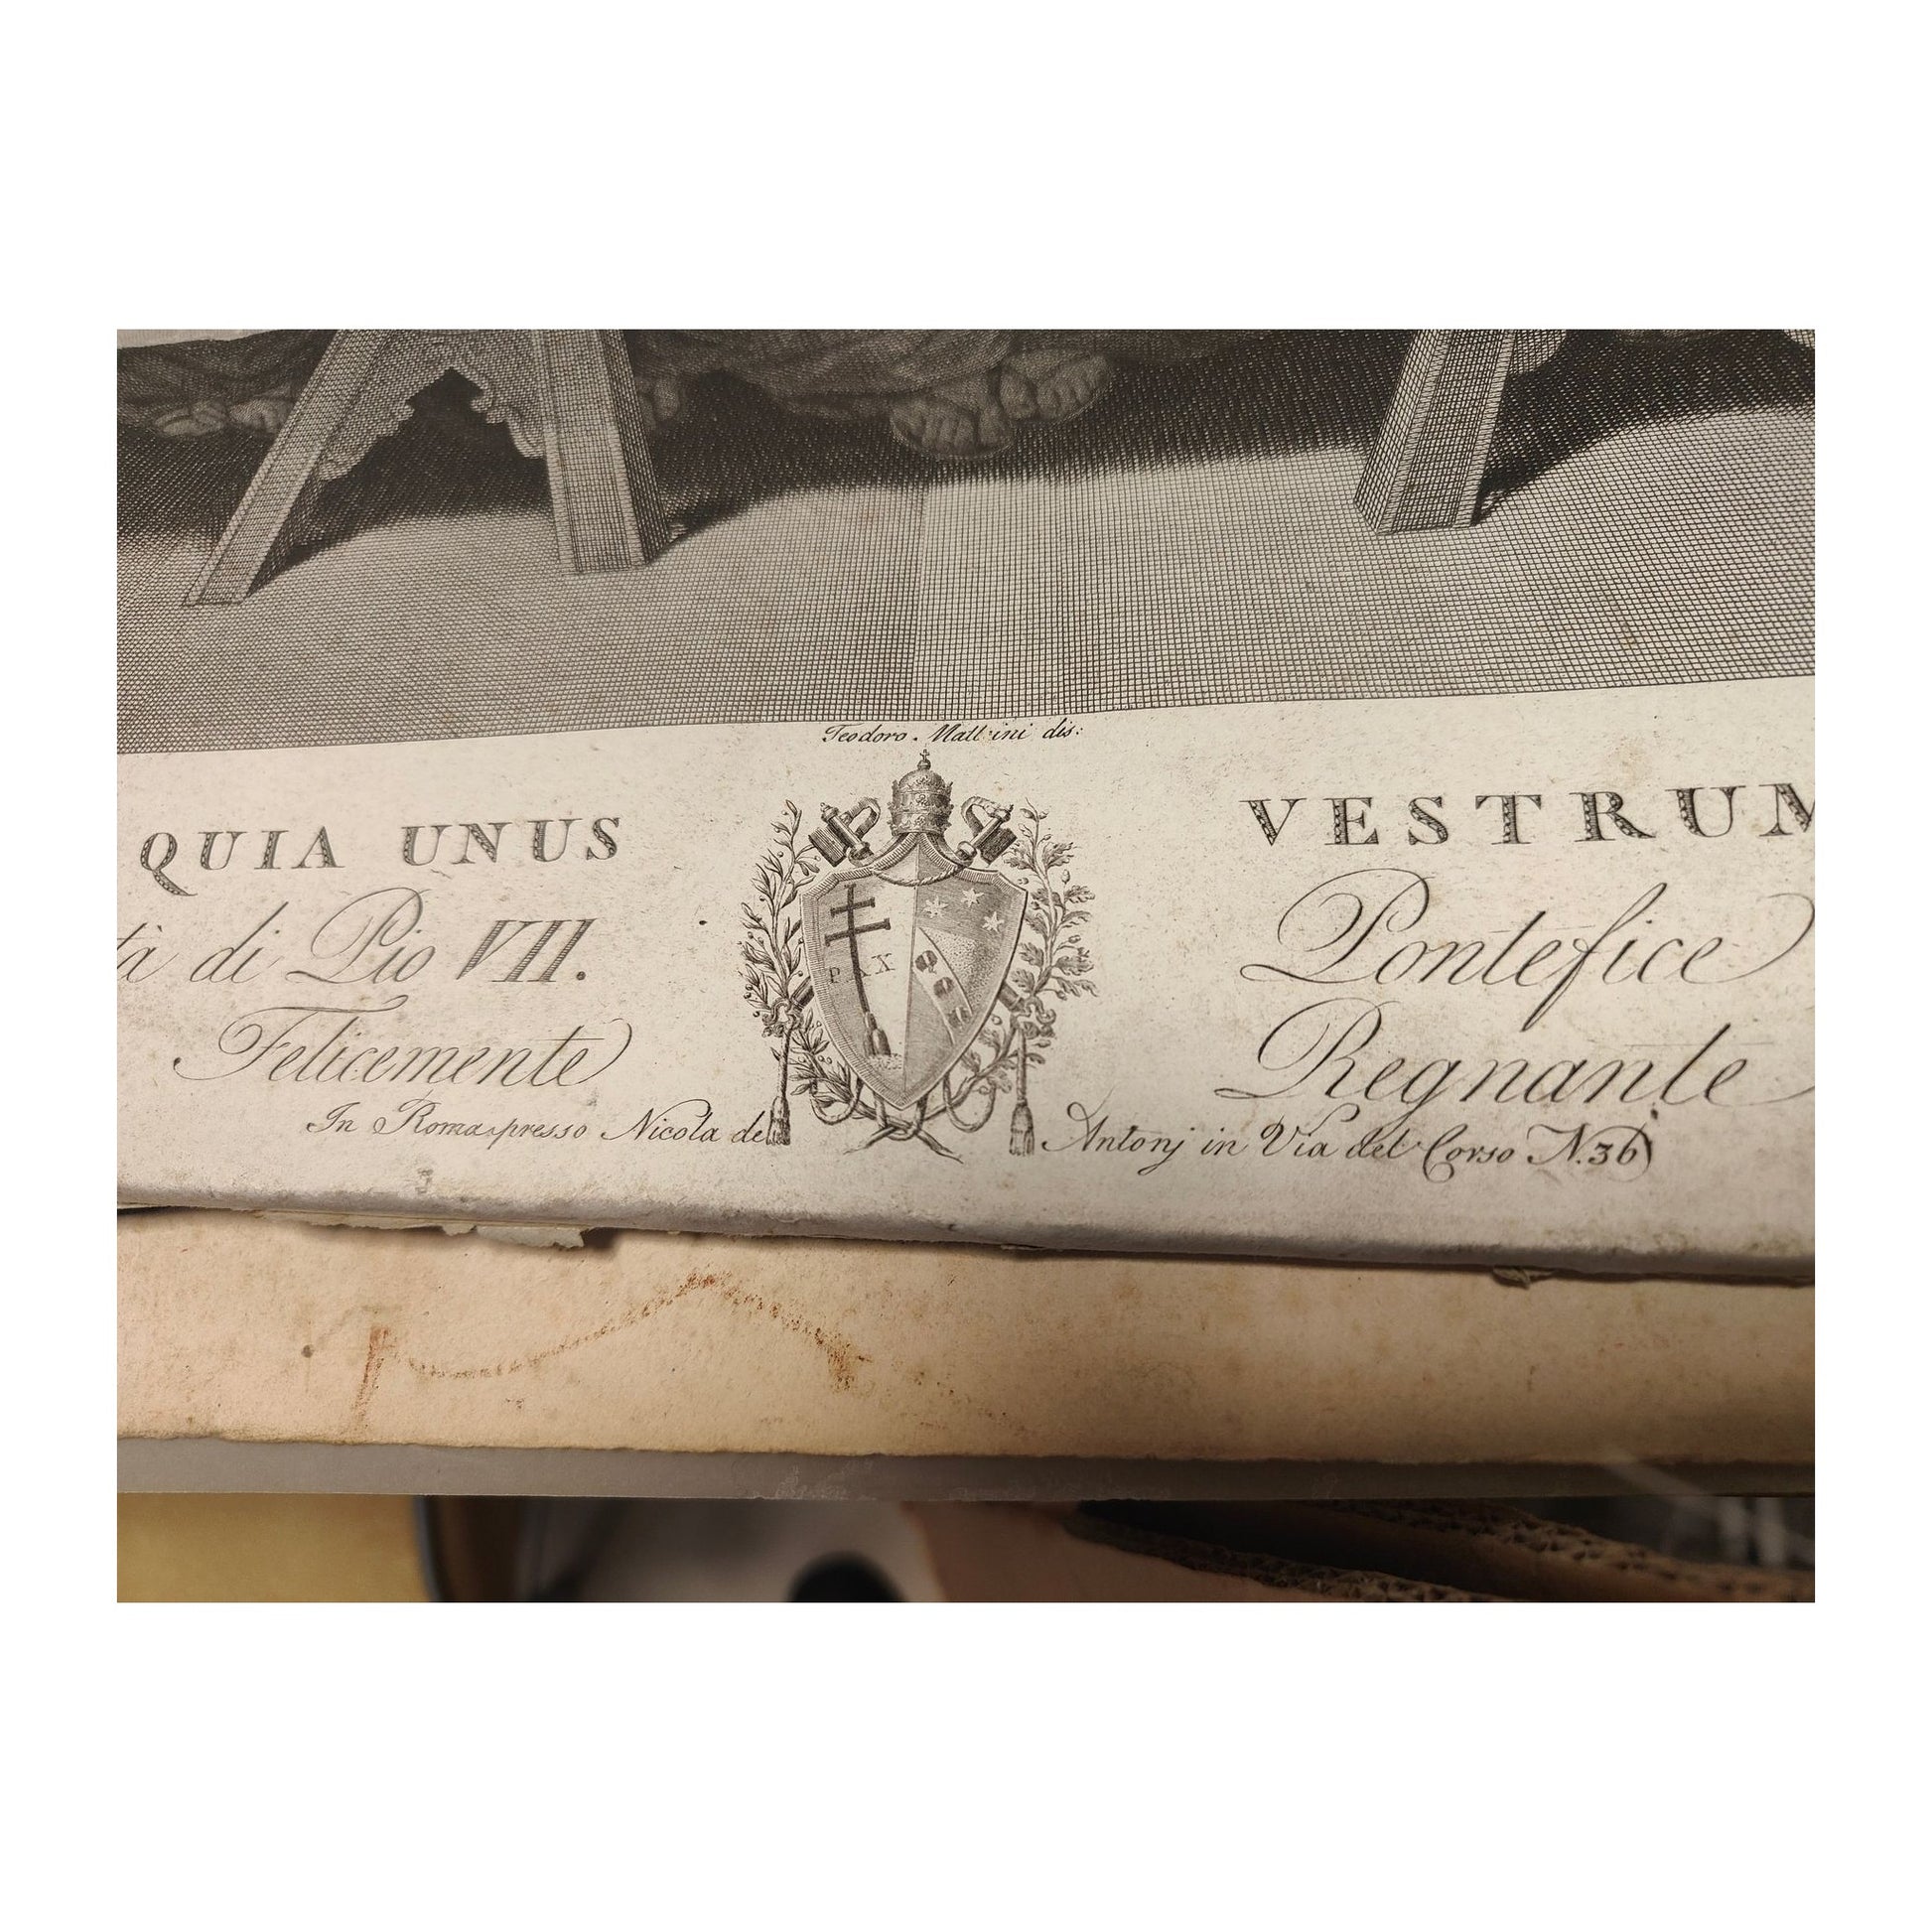 Teodoro. Matteini dis:
QUIA UNUS VESTRUM
tà di Pio VII. Pontefice
PAX
Felicemente Regnante
In Roma presso Nicola de Antonj in Via del Corso N.36